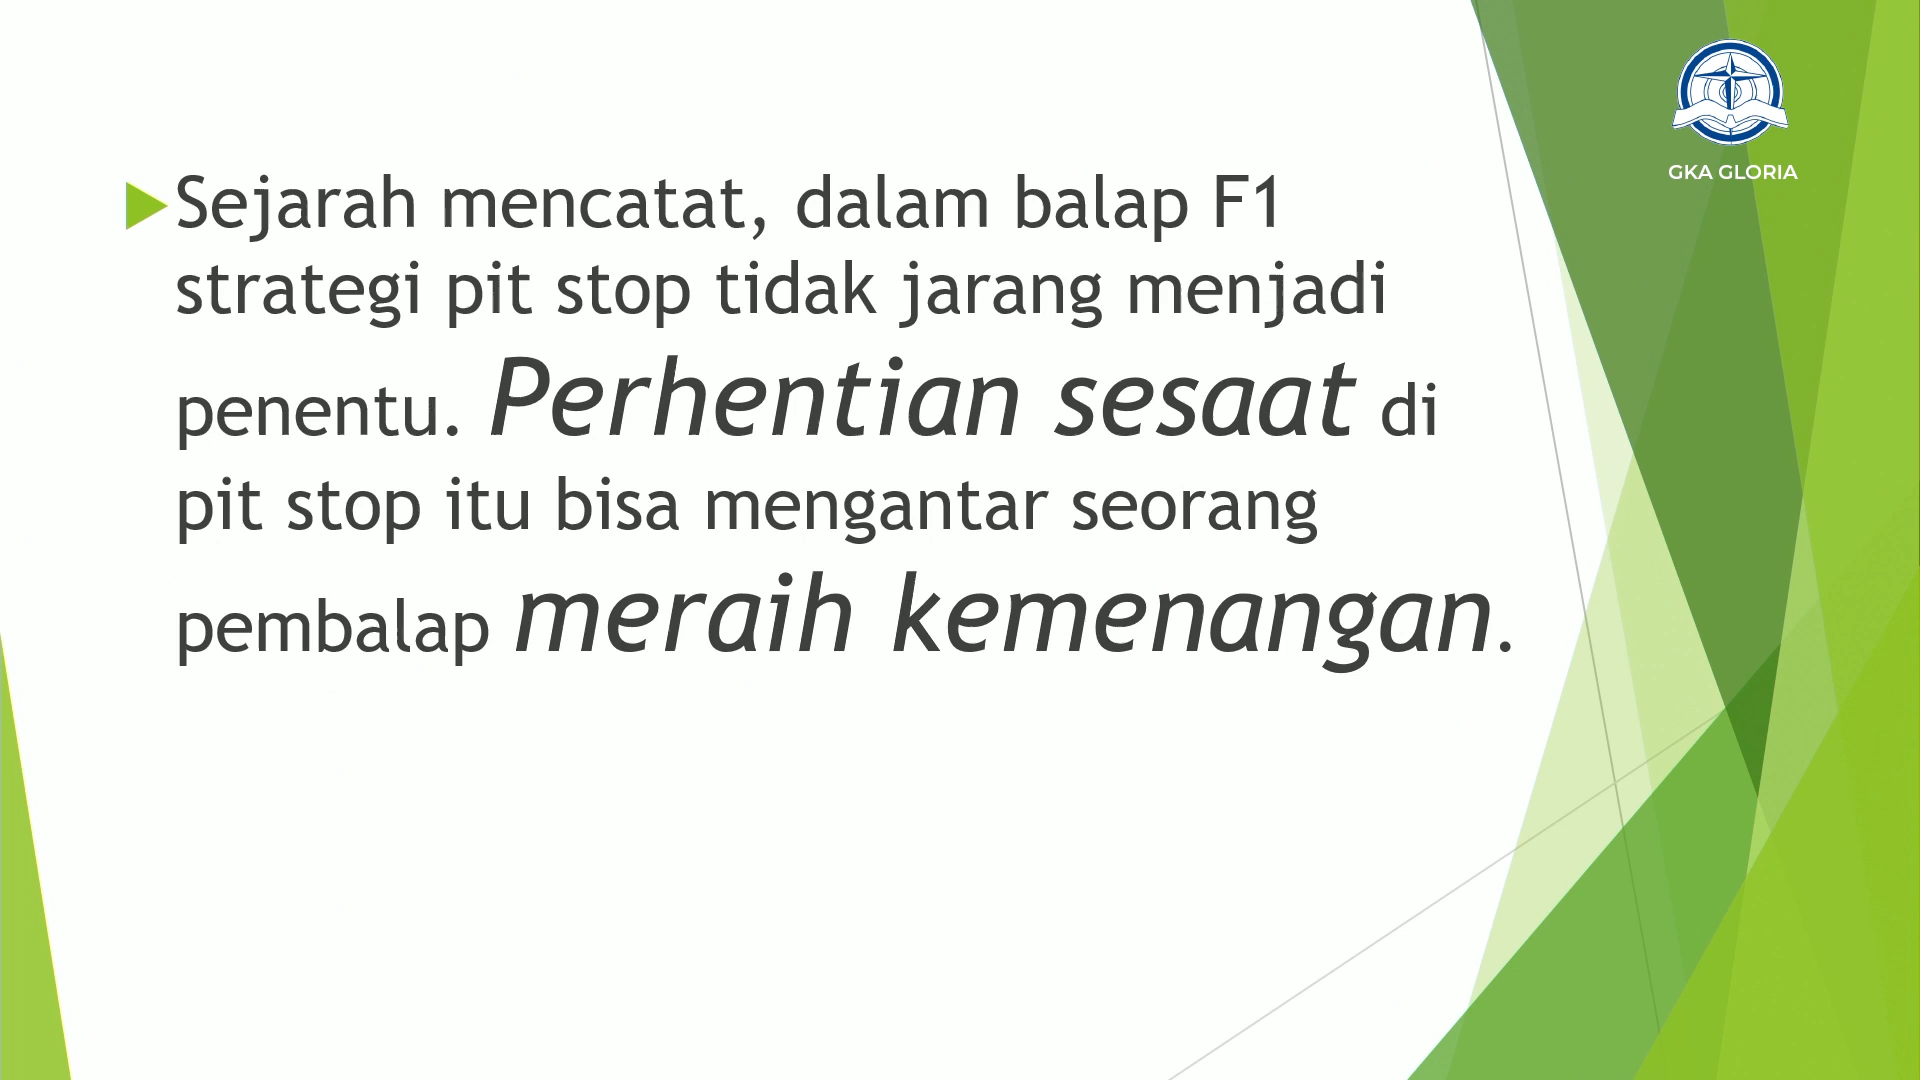 GKA GLORIA
Sejarah mencatat, dalam balap F1
strategi pit stop tidak jarang menjadi
penentu. Perhentian sesaat di
pit stop itu bisa mengantar seorang
pembalap meraih kemenangan.